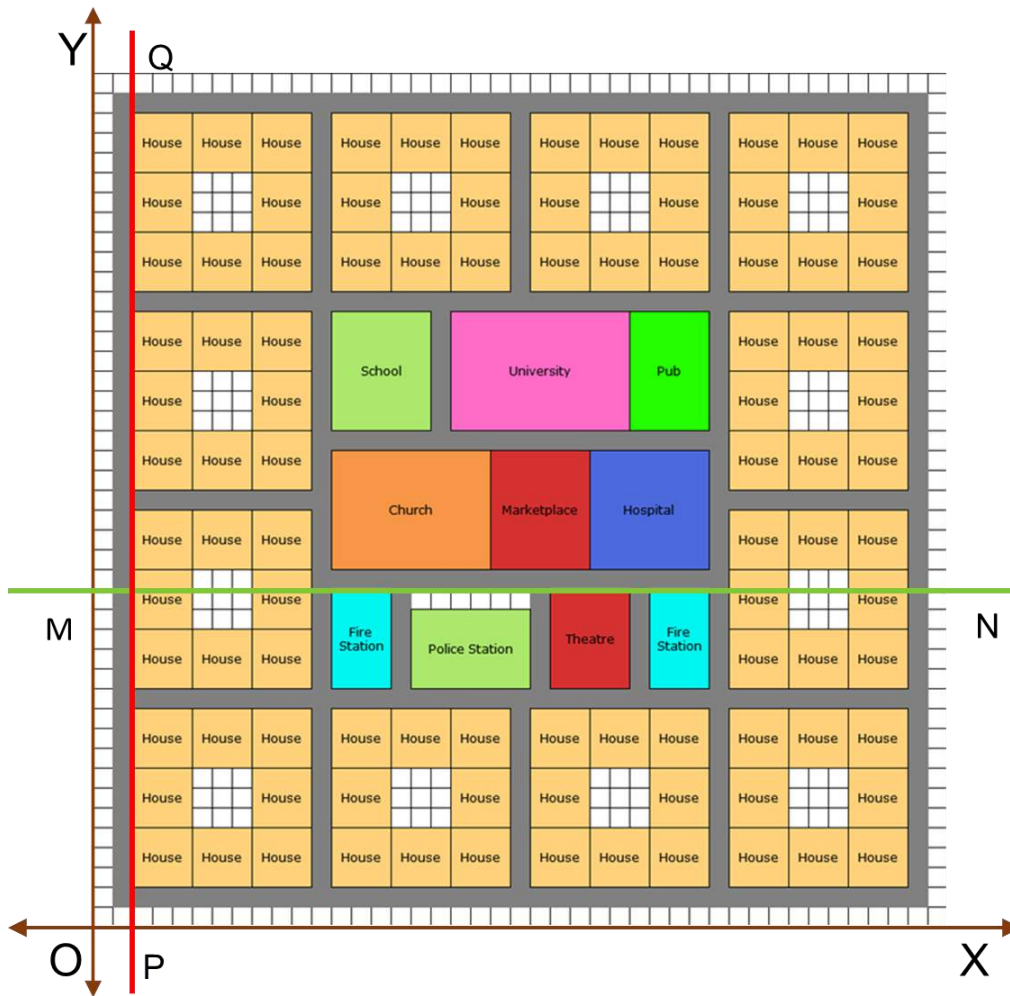 Y
Q
House House House House House House House House House House House House
House House House House House House House House
House House House House House House House House House House House House
House House House House House House
School University Pub
House House House House
House House House House House House
Church Marketplace Hospital
House House House House House House
House House House House
M
Fire
Station
Police Station
Theatre
Fire
Station
N
House House House House House House
House House House House House House House House House House House House
House House House House House House House House
House House House House House House House House House House House House
O
P
X